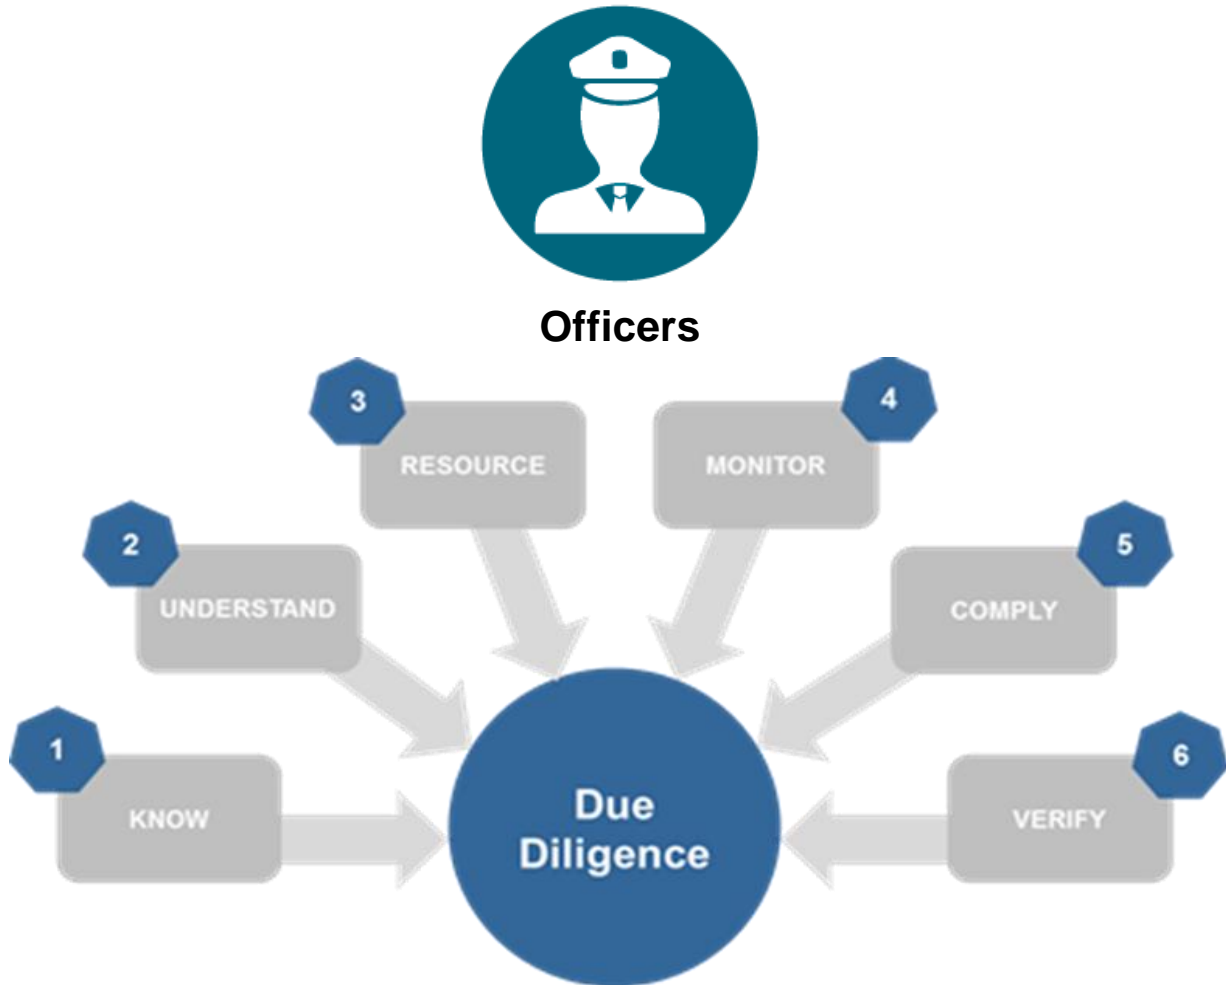 Officers
3
RESOURCE
4
MONITOR
2
UNDERSTAND
5
COMPLY
1
KNOW
6
VERIFY
Due
Diligence